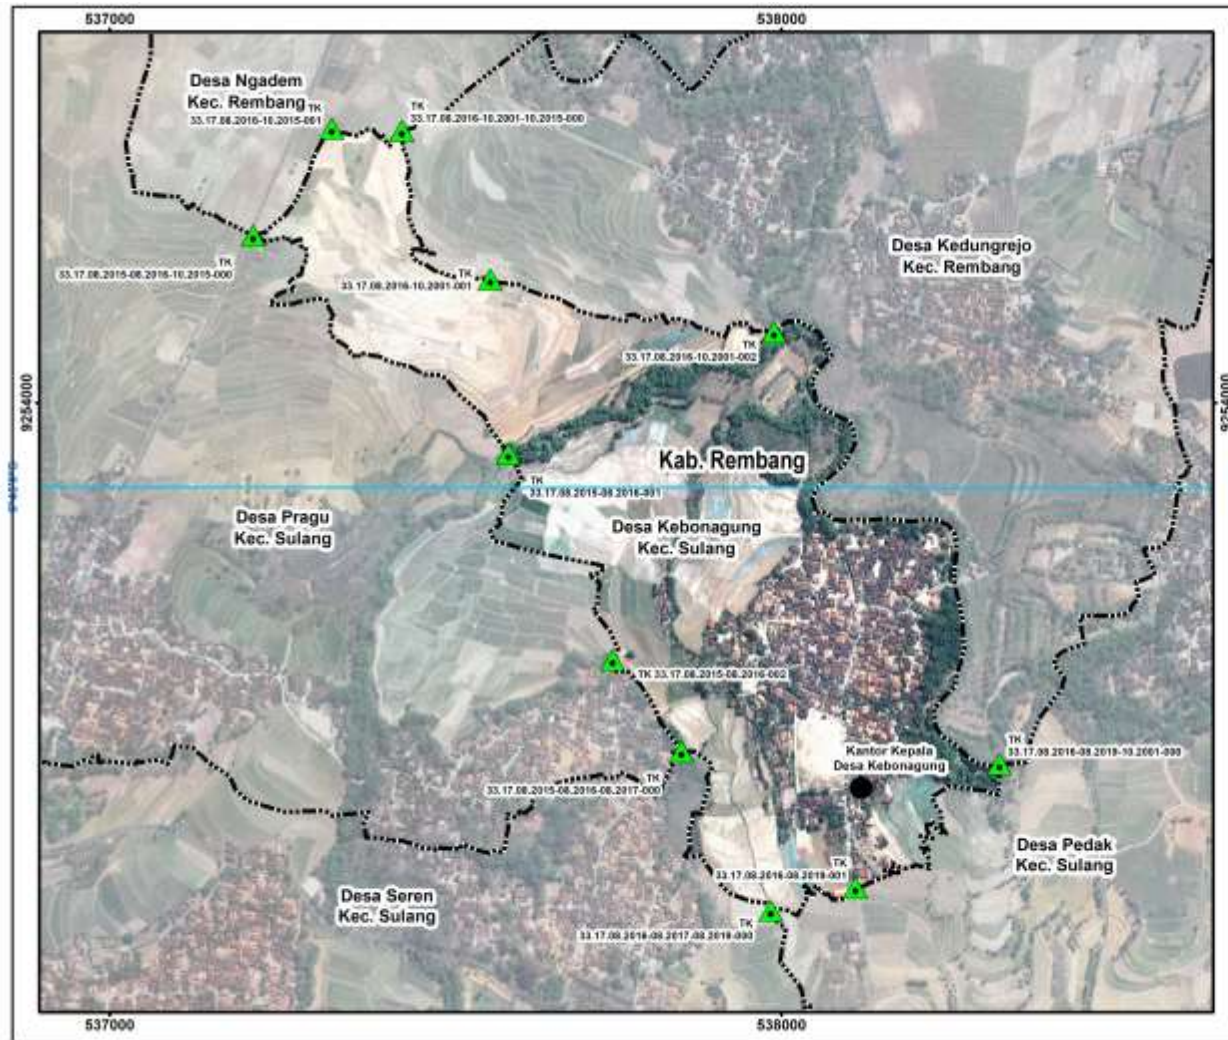 537000
538000
Desa Ngadem
Kec. Rembang
TK
33.17.08.2016-10.2015-001
TK
33.17.08.2016-10.2001-10.2015-000
Desa Kedungrejo
Kec. Rembang
TK
33.17.08.2015-08.2016-10.2015-000
TK
33.17.08.2016-10.2001-001
TK
33.17.08.2016-10.2001-002
9254000
9254000
Kab. Rembang
TK
33.17.08.2015-08.2016-001
Desa Pragu
Kec. Sulang
Desa Kebonagung
Kec. Sulang
TK 33.17.08.2015-08.2016-002
Kantor Kepala
Desa Kebonagung
TK
33.17.08.2016-08.2019-10.2001-000
TK
33.17.08.2015-08.2016-08.2017-000
Desa Pedak
Kec. Sulang
TK
33.17.08.2016-08.2019-001
Desa Seren
Kec. Sulang
TK
33.17.08.2016-08.2017-08.2019-000
537000
538000